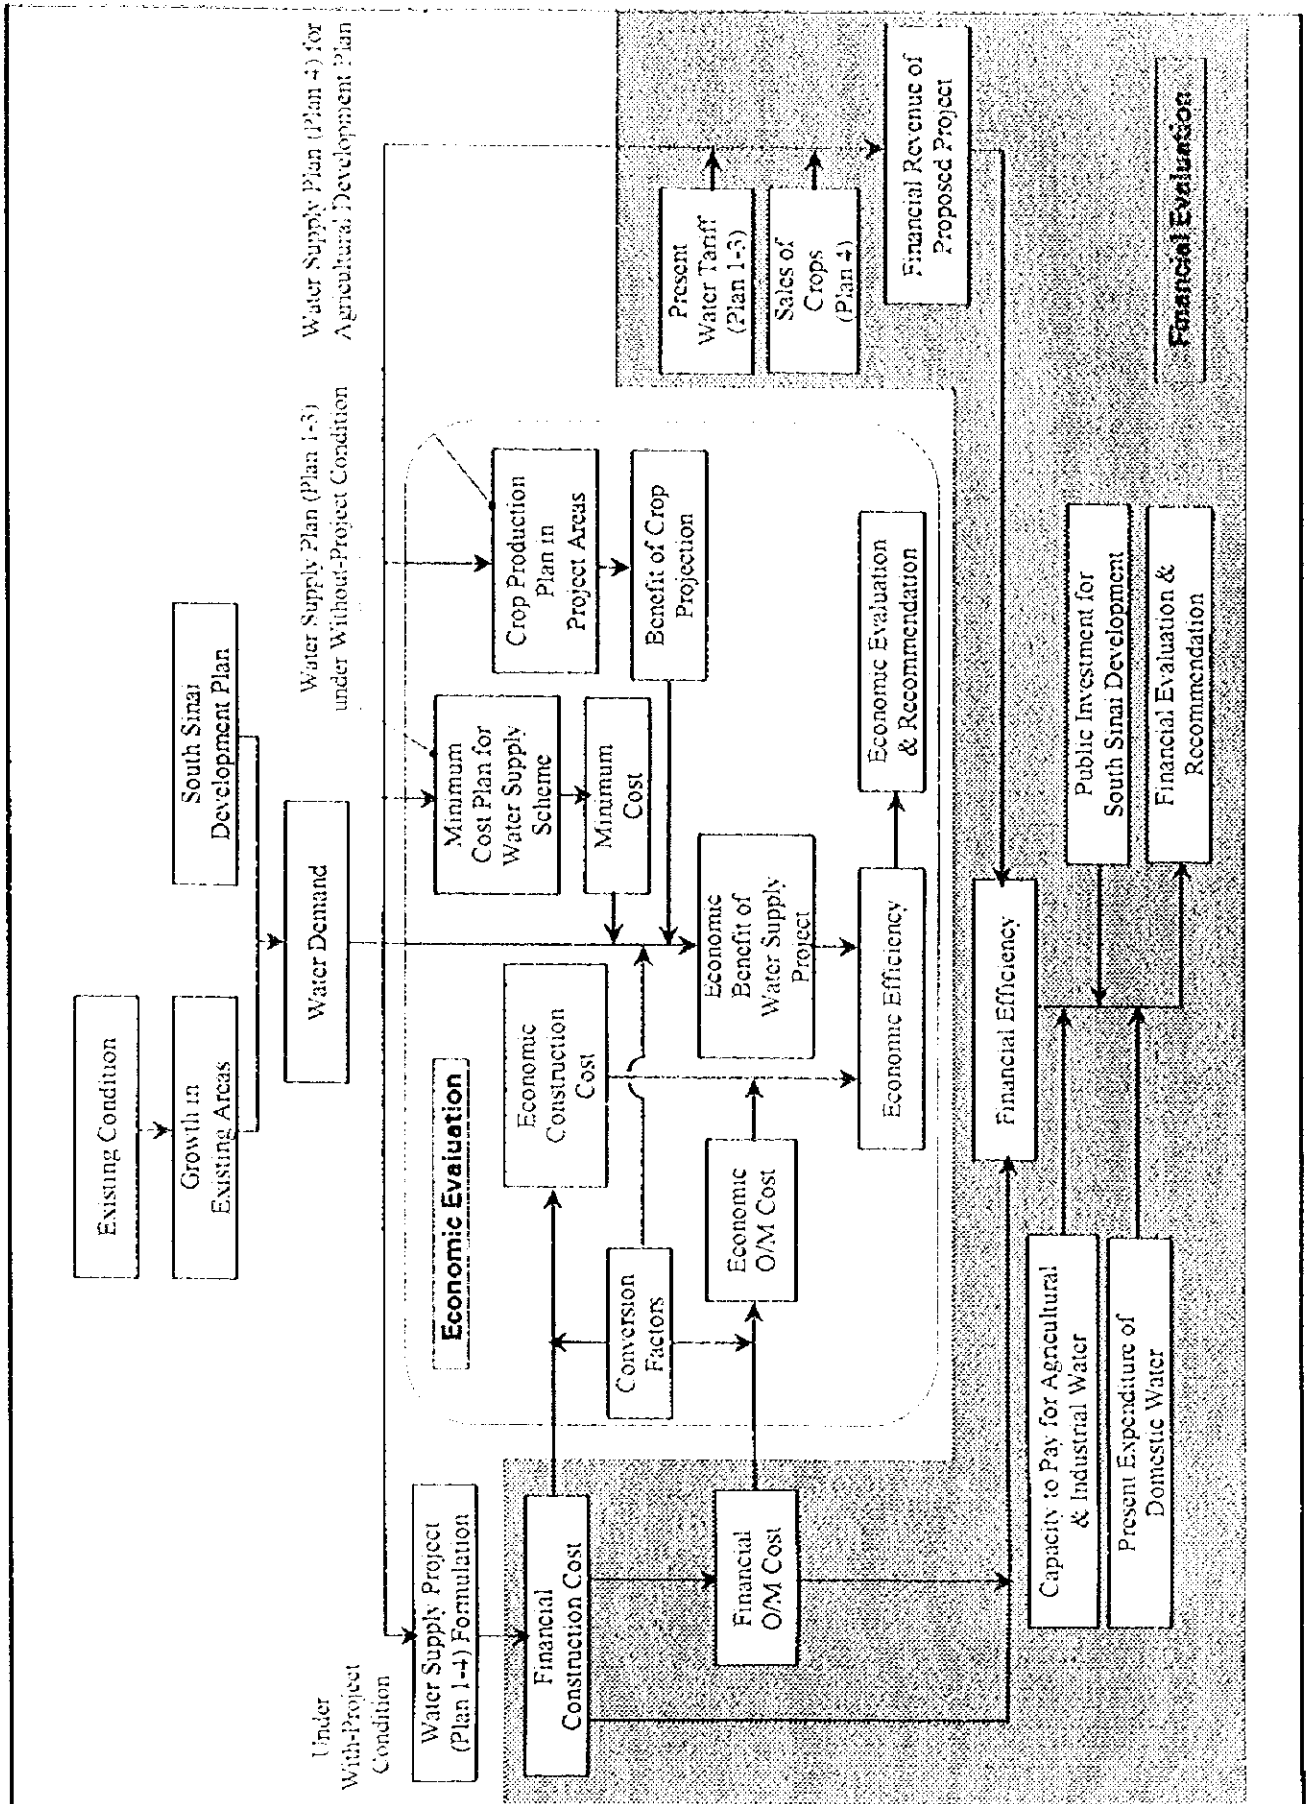 Existing Condition
Growth in
Existing Areas
South Sinai
Development Plan
Water Demand
Under
With-Project
Condition
Water Supply Plan (Plan 1-3)
under Without-Project Condition
Water Supply Plan (Plan 4) for
Agricultural Development Plan
Water Supply Project
(Plan 1-4) Formulation
Economic Evaluation
Minimum
Cost Plan for
Water Supply
Scheme
Crop Production
Plan in
Project Areas
Financial
Construction Cost
Economic
Construction
Cost
Minimum
Cost
Benefit of Crop
Projection
Present
Water Tariff
(Plan 1-3)
Conversion
Factors
Sales of
Crops
(Plan 4)
Financial
O/M Cost
Economic
O/M Cost
Economic
Benefit of
Water Supply
Project
Economic Efficiency
Economic Evaluation
& Recommendation
Financial Revenue of
Proposed Project
Financial Efficiency
Capacity to Pay for Agricultural
& Industrial Water
Public Investment for
South Sinai Development
Present Expenditure of
Domestic Water
Financial Evaluation &
Recommendation
Financial Evaluation